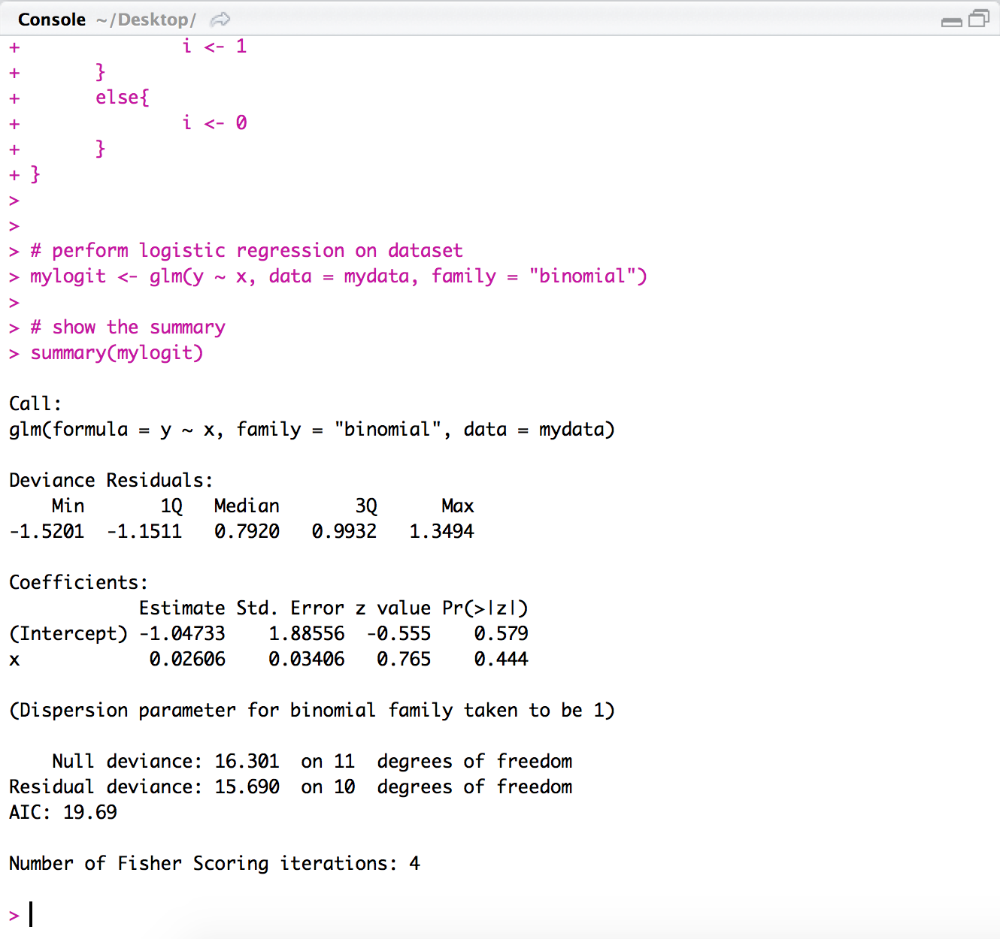 Console ~/Desktop/
+                i <- 1
+        }
+        else{
+                i <- 0
+        }
+ }
>
>
> # perform logistic regression on dataset
> mylogit <- glm(y ~ x, data = mydata, family = "binomial")
>
> # show the summary
> summary(mylogit)

Call:
glm(formula = y ~ x, family = "binomial", data = mydata)

Deviance Residuals:
    Min       1Q   Median       3Q      Max
-1.5201  -1.1511   0.7920   0.9932   1.3494

Coefficients:
            Estimate Std. Error z value Pr(>|z|)
(Intercept) -1.04733    1.88556  -0.555    0.579
x            0.02606    0.03406   0.765    0.444

(Dispersion parameter for binomial family taken to be 1)

    Null deviance: 16.301  on 11  degrees of freedom
Residual deviance: 15.690  on 10  degrees of freedom
AIC: 19.69

Number of Fisher Scoring iterations: 4

>